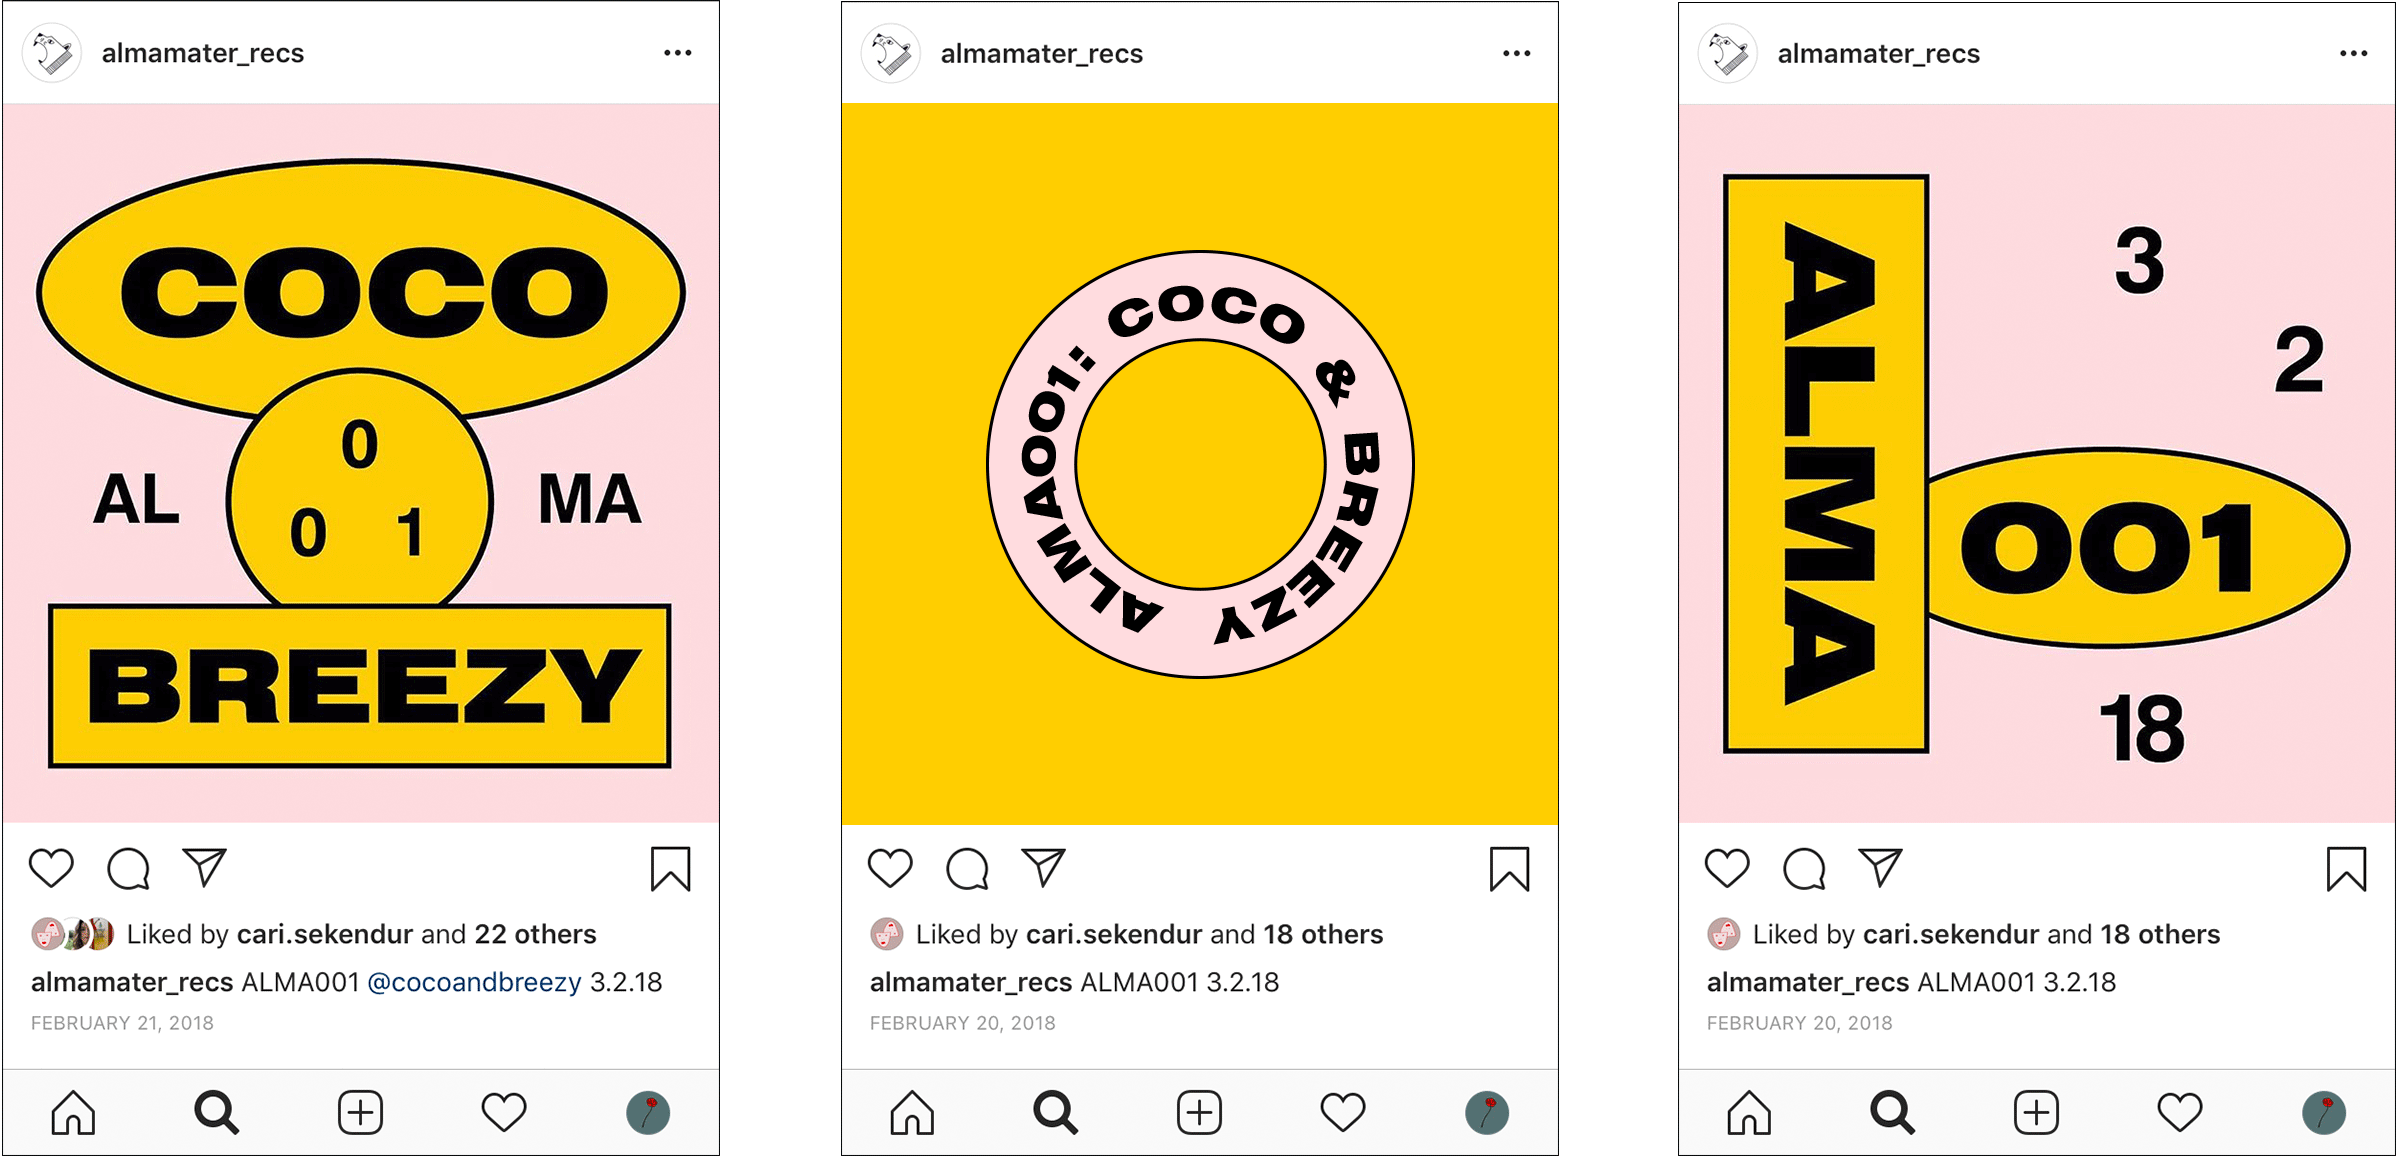 almamater_recs
COCO
0
AL
MA
0 1
BREEZY
Liked by cari.sekendur and 22 others
almamater_recs ALMA001 @cocoandbreezy 3.2.18
FEBRUARY 21, 2018
almamater_recs
ALMA001: COCO & BREEZY
Liked by cari.sekendur and 18 others
almamater_recs ALMA001 3.2.18
FEBRUARY 20, 2018
almamater_recs
ALMA
3
2
001
18
Liked by cari.sekendur and 18 others
almamater_recs ALMA001 3.2.18
FEBRUARY 20, 2018